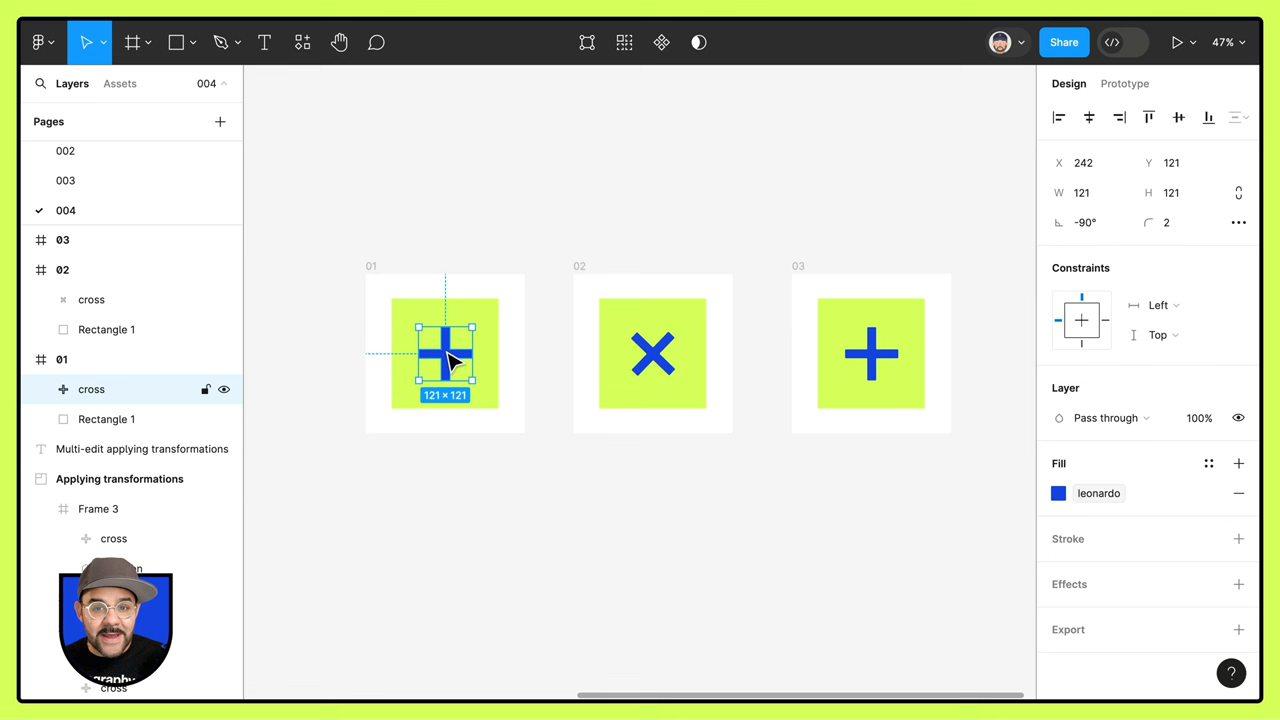 Share
47%
Layers
Assets
004
Design
Prototype
Pages
002
003
004
03
02
cross
Rectangle 1
01
cross
Rectangle 1
Multi-edit applying transformations
Applying transformations
Frame 3
cross
cross
01
02
03
121 × 121
X 242 Y 121
W 121 H 121
-90° 2
Constraints
Left
Top
Layer
Pass through 100%
Fill
leonardo
Stroke
Effects
Export
?